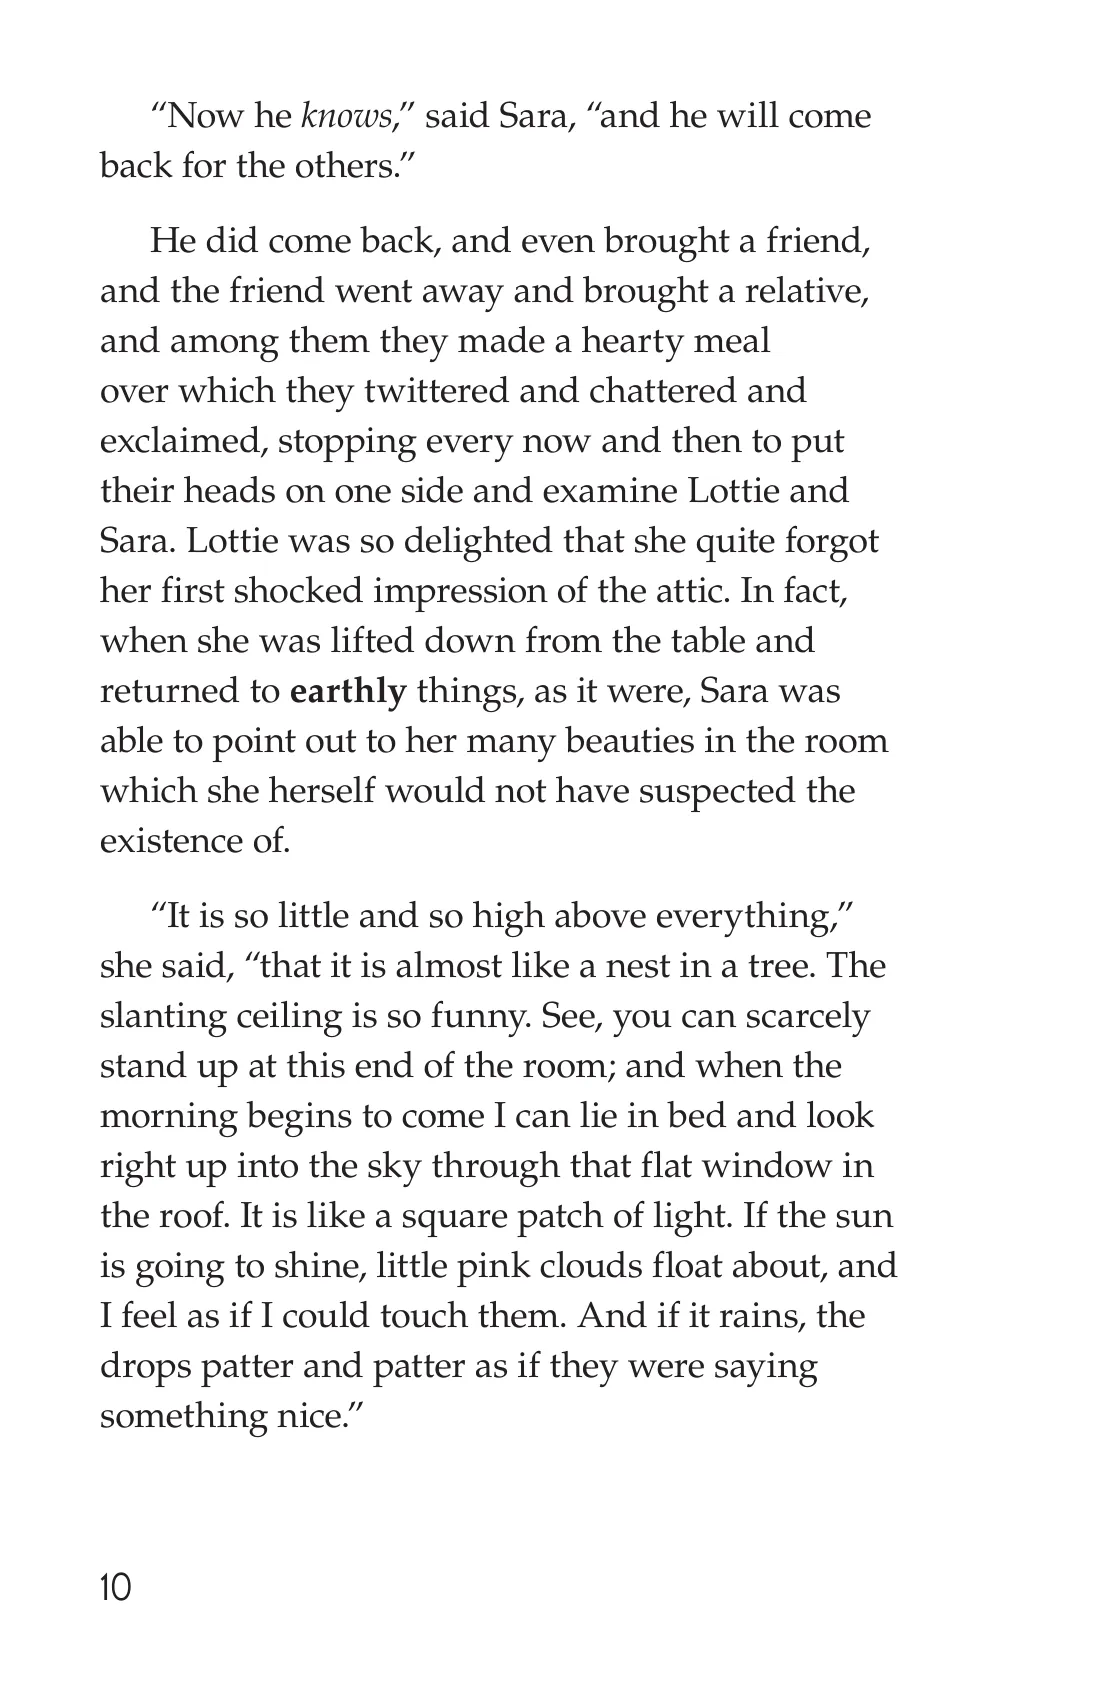 “Now he knows,” said Sara, “and he will come
back for the others.”
He did come back, and even brought a friend,
and the friend went away and brought a relative,
and among them they made a hearty meal
over which they twittered and chattered and
exclaimed, stopping every now and then to put
their heads on one side and examine Lottie and
Sara. Lottie was so delighted that she quite forgot
her first shocked impression of the attic. In fact,
when she was lifted down from the table and
returned to earthly things, as it were, Sara was
able to point out to her many beauties in the room
which she herself would not have suspected the
existence of.
“It is so little and so high above everything,”
she said, “that it is almost like a nest in a tree. The
slanting ceiling is so funny. See, you can scarcely
stand up at this end of the room; and when the
morning begins to come I can lie in bed and look
right up into the sky through that flat window in
the roof. It is like a square patch of light. If the sun
is going to shine, little pink clouds float about, and
I feel as if I could touch them. And if it rains, the
drops patter and patter as if they were saying
something nice.”
10